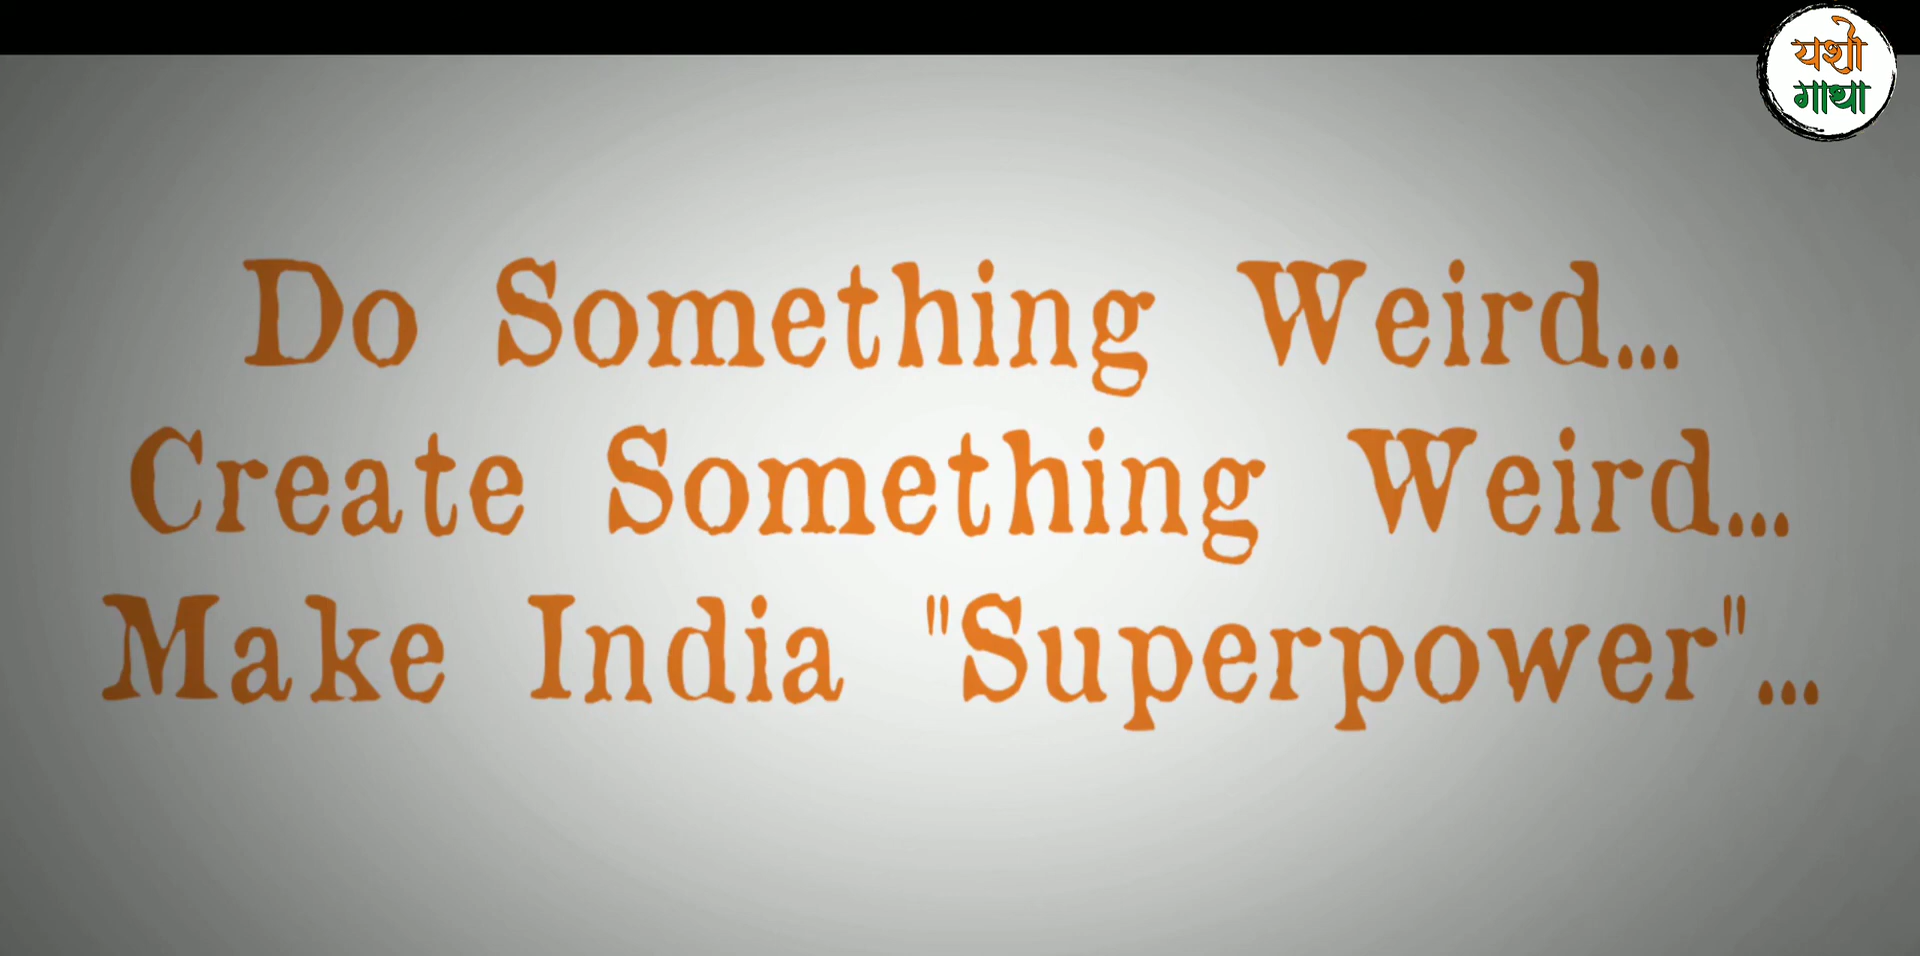 यशो
गाथा
Do Something Weird...
Create Something Weird...
Make India "Superpower"...